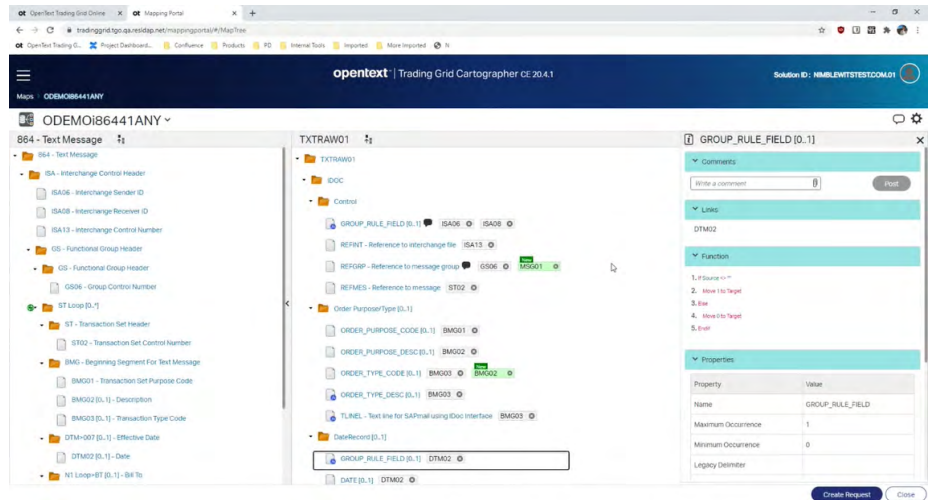 OpenText Trading Grid Online
Mapping Portal
tradinggrid.tgo.qa.resldap.net/mappingportal/#/MapTree
OpenText Trading G...
Project Dashboard...
Confluence
Products
PD
Internal Tools
Imported
More Imported
N
opentext™ | Trading Grid Cartographer CE 20.4.1
Solution ID: NIMBLEWITSTEST.COM.01
Maps
ODEMOi86441ANY
ODEMOi86441ANY
864 - Text Message
864 - Text Message
ISA - Interchange Control Header
ISA06 - Interchange Sender ID
ISA08 - Interchange Receiver ID
ISA13 - Interchange Control Number
GS - Functional Group Header
GS - Functional Group Header
GS06 - Group Control Number
ST Loop [0..*]
ST - Transaction Set Header
ST02 - Transaction Set Control Number
BMG - Beginning Segment For Text Message
BMG01 - Transaction Set Purpose Code
BMG02 [0..1] - Description
BMG03 [0..1] - Transaction Type Code
DTM>007 [0..1] - Effective Date
DTM02 [0..1] - Date
N1 Loop=BT [0..1] - Bill To
TXTRAW01
TXTRAW01
IDOC
Control
GROUP_RULE_FIELD [0..1] ISA06 ISA08
REFINT - Reference to interchange file ISA13
New
REFGRP - Reference to message group GS06 MSG01
REFMES - Reference to message ST02
Order PurposeType [0..1]
ORDER_PURPOSE_CODE [0..1] BMG01
ORDER_PURPOSE_DESC [0..1] BMG02
New
ORDER_TYPE_CODE [0..1] BMG03 BMG02
ORDER_TYPE_DESC [0..1] BMG03
TLINEL - Text line for SAPmail using IDoc Interface BMG03
DateRecord [0..1]
GROUP_RULE_FIELD [0..1] DTM02
DATE [0..1] DTM02
GROUP_RULE_FIELD [0..1]
Comments
Write a comment
Post
Links
DTM02
Function
1. If Source <> ""
2. Move 1 to Target
3. Else
4. Move 0 to Target
5. EndIf
Properties
Property Value
Name GROUP_RULE_FIELD
Maximum Occurrence 1
Minimum Occurrence 0
Legacy Delimiter
Create Request
Close